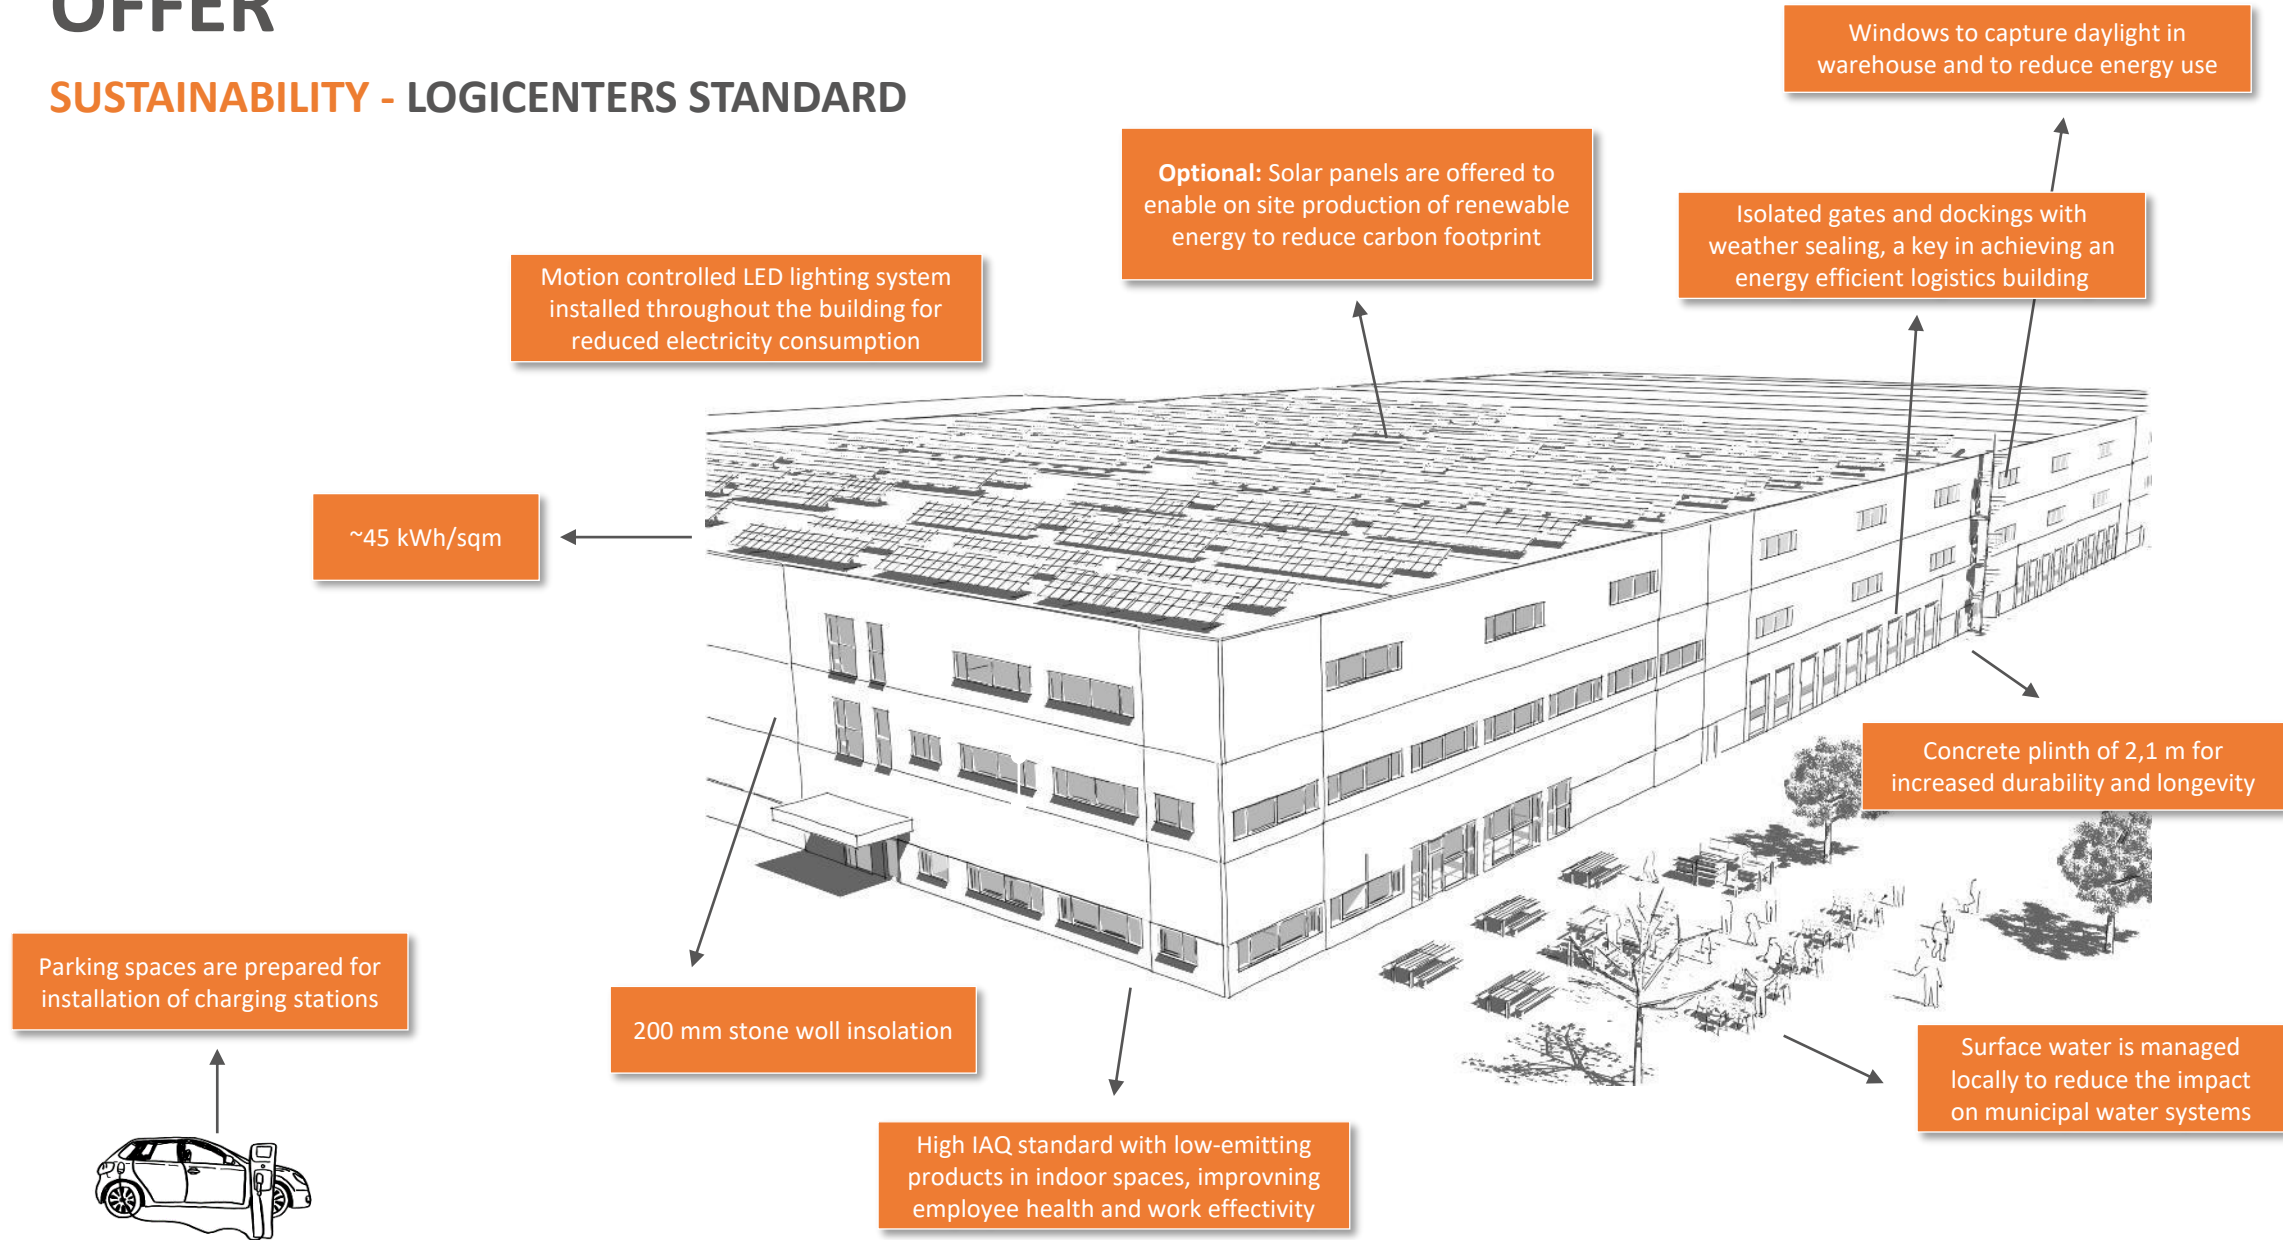 OFFER
SUSTAINABILITY - LOGICENTERS STANDARD
Windows to capture daylight in
warehouse and to reduce energy use
Optional: Solar panels are offered to
enable on site production of renewable
energy to reduce carbon footprint
Isolated gates and dockings with
weather sealing, a key in achieving an
energy efficient logistics building
Motion controlled LED lighting system
installed throughout the building for
reduced electricity consumption
~45 kWh/sqm
Concrete plinth of 2,1 m for
increased durability and longevity
Parking spaces are prepared for
installation of charging stations
200 mm stone woll insolation
Surface water is managed
locally to reduce the impact
on municipal water systems
High IAQ standard with low-emitting
products in indoor spaces, improvning
employee health and work effectivity